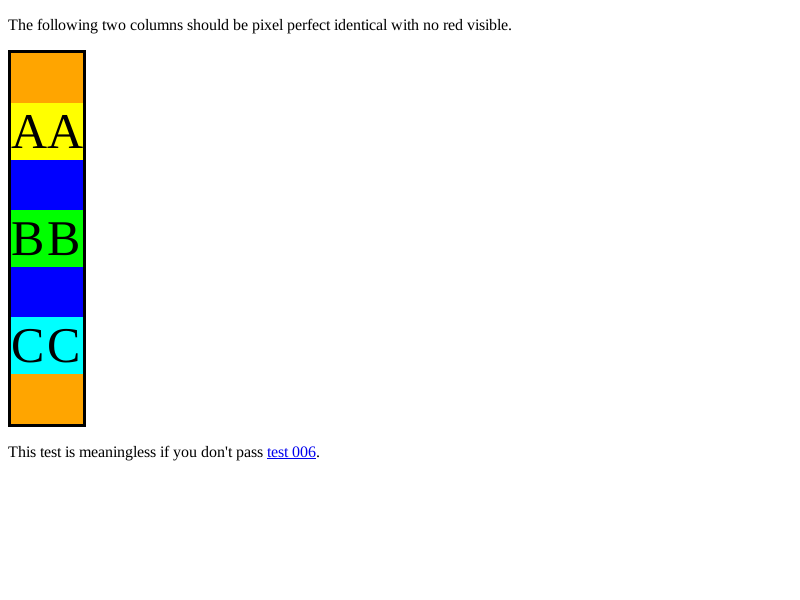 The following two columns should be pixel perfect identical with no red visible.
AA
BB
CC
This test is meaningless if you don't pass test 006.